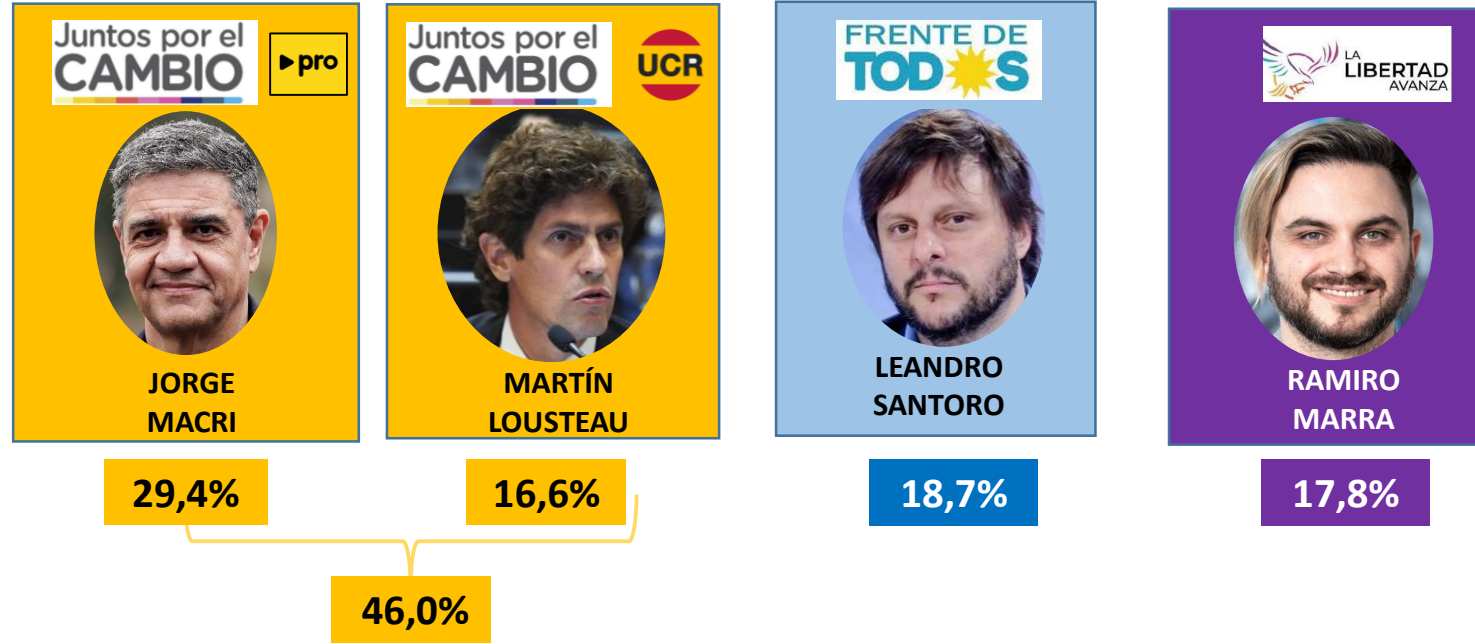 Juntos por el
CAMBIO
pro
JORGE
MACRI
29,4%
Juntos por el
CAMBIO
UCR
MARTÍN
LOUSTEAU
16,6%
46,0%
FRENTE DE
TODOS
LEANDRO
SANTORO
18,7%
LA
LIBERTAD
AVANZA
RAMIRO
MARRA
17,8%